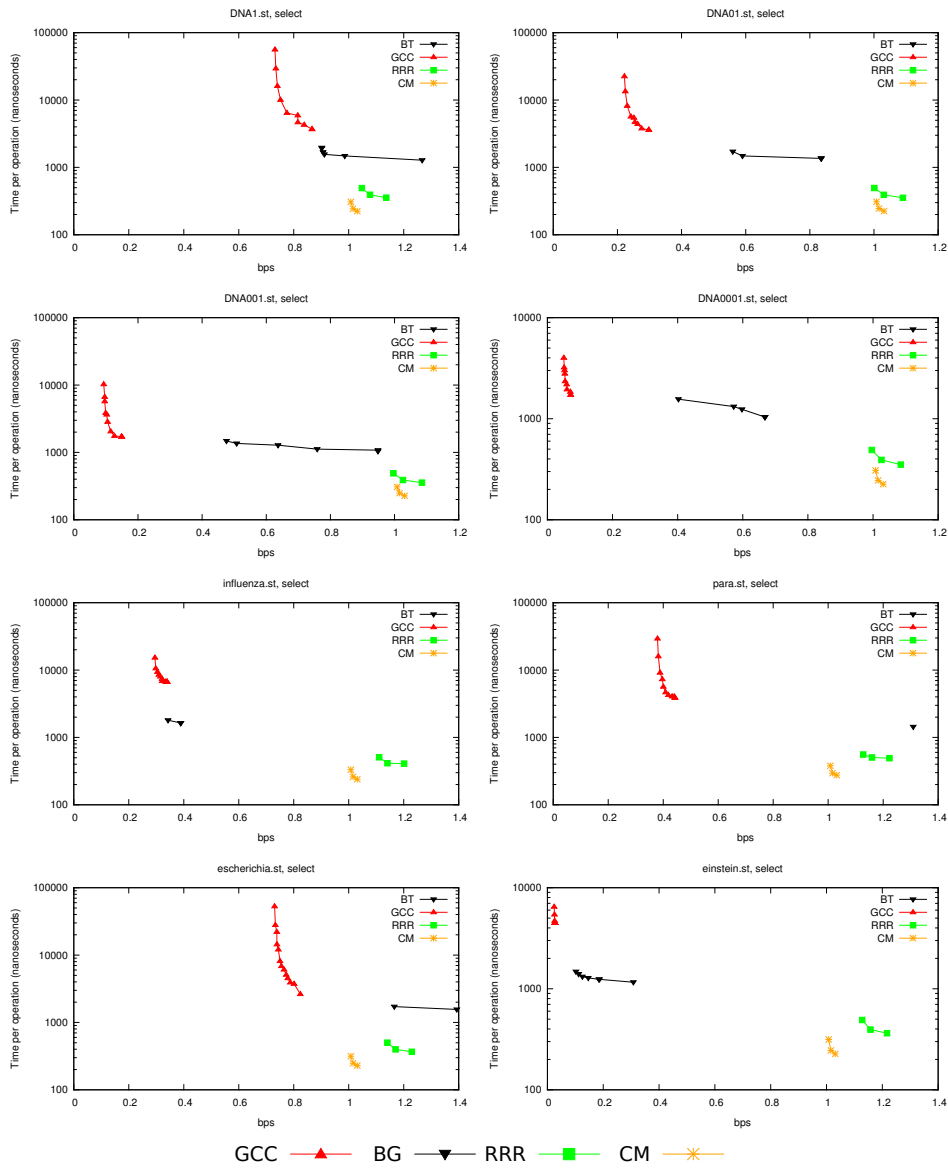 DNA1.st, select
Time per operation (nanoseconds)
100000
10000
1000
100
0 0.2 0.4 0.6 0.8 1 1.2 1.4
bps
BT
GCC
RRR
CM
DNA01.st, select
Time per operation (nanoseconds)
100000
10000
1000
100
0 0.2 0.4 0.6 0.8 1 1.2
bps
BT
GCC
RRR
CM
DNA001.st, select
Time per operation (nanoseconds)
100000
10000
1000
100
0 0.2 0.4 0.6 0.8 1 1.2
bps
BT
GCC
RRR
CM
DNA0001.st, select
Time per operation (nanoseconds)
10000
1000
100
0 0.2 0.4 0.6 0.8 1 1.2
bps
BT
GCC
RRR
CM
influenza.st, select
Time per operation (nanoseconds)
100000
10000
1000
100
0 0.2 0.4 0.6 0.8 1 1.2 1.4
bps
BT
GCC
RRR
CM
para.st, select
Time per operation (nanoseconds)
100000
10000
1000
100
0 0.2 0.4 0.6 0.8 1 1.2 1.4
bps
BT
GCC
RRR
CM
escherichia.st, select
Time per operation (nanoseconds)
100000
10000
1000
100
0 0.2 0.4 0.6 0.8 1 1.2 1.4
bps
BT
GCC
RRR
CM
einstein.st, select
Time per operation (nanoseconds)
10000
1000
100
0 0.2 0.4 0.6 0.8 1 1.2 1.4
bps
BT
GCC
RRR
CM
GCC BG RRR CM